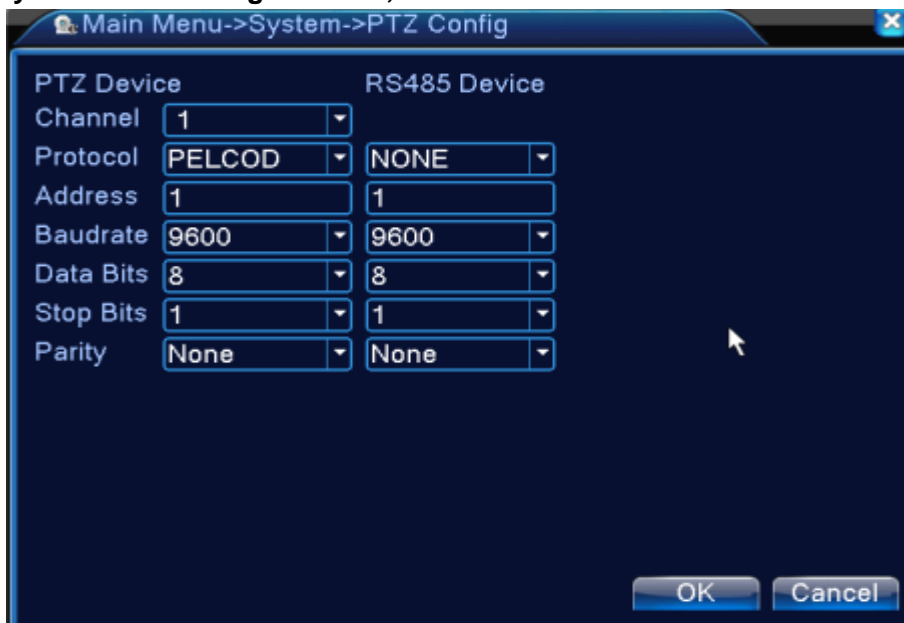 Main Menu->System->PTZ Config
PTZ Device RS485 Device
Channel 1
Protocol PELCOD NONE
Address 1 1
Baudrate 9600 9600
Data Bits 8 8
Stop Bits 1 1
Parity None None
OK Cancel